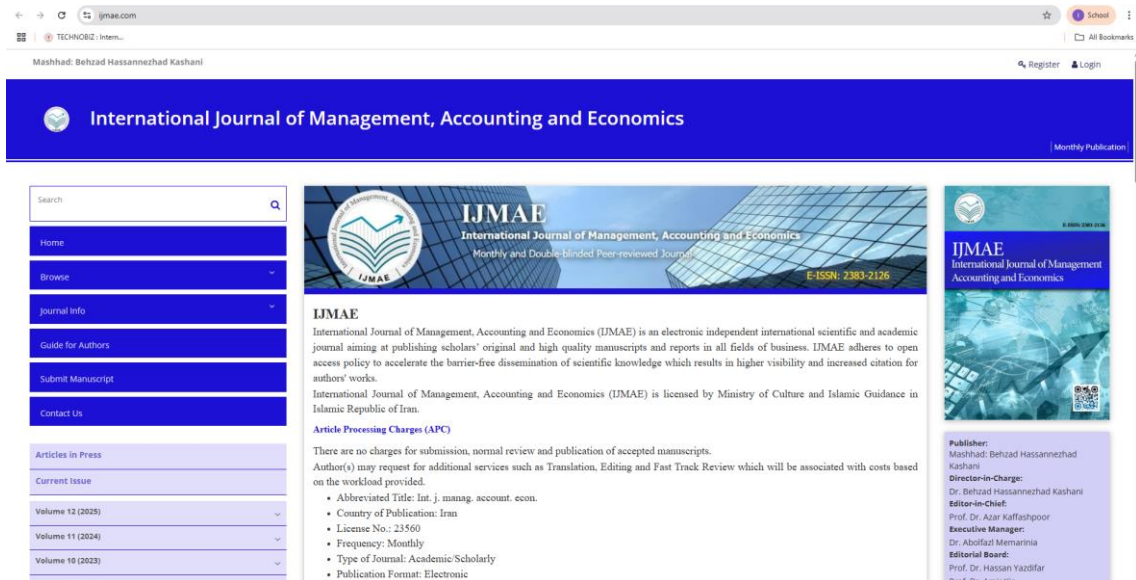 ijmae.com
School
TECHNOBIZ : Intern...
All Bookmarks
Mashhad: Behzad Hassannezhad Kashani
Register
Login
International Journal of Management, Accounting and Economics
Monthly Publication
Search
Home
Browse
Journal Info
Guide for Authors
Submit Manuscript
Contact Us
Articles in Press
Current Issue
Volume 12 (2025)
Volume 11 (2024)
Volume 10 (2023)
International Journal of Management, Accounting and Economics
IJMAE
IJMAE
International Journal of Management, Accounting and Economics
Monthly and Double-blinded Peer-reviewed Journal
E-ISSN: 2383-2126
IJMAE
International Journal of Management, Accounting and Economics (IJMAE) is an electronic independent international scientific and academic
journal aiming at publishing scholars' original and high quality manuscripts and reports in all fields of business. IJMAE adheres to open
access policy to accelerate the barrier-free dissemination of scientific knowledge which results in higher visibility and increased citation for
authors' works.
International Journal of Management, Accounting and Economics (IJMAE) is licensed by Ministry of Culture and Islamic Guidance in
Islamic Republic of Iran.
Article Processing Charges (APC)
There are no charges for submission, normal review and publication of accepted manuscripts.
Author(s) may request for additional services such as Translation, Editing and Fast Track Review which will be associated with costs based
on the workload provided.
• Abbreviated Title: Int. j. manag. account. econ.
• Country of Publication: Iran
• License No.: 23560
• Frequency: Monthly
• Type of Journal: Academic/Scholarly
• Publication Format: Electronic
E-ISSN: 2383-2126
IJMAE
International Journal of Management
Accounting and Economics
Publisher:
Mashhad: Behzad Hassannezhad
Kashani
Director-in-Charge:
Dr. Behzad Hassannezhad Kashani
Editor-in-Chief:
Prof. Dr. Azar Kaffashpoor
Executive Manager:
Dr. Abolfazl Memarinia
Editorial Board:
Prof. Dr. Hassan Yazdifar